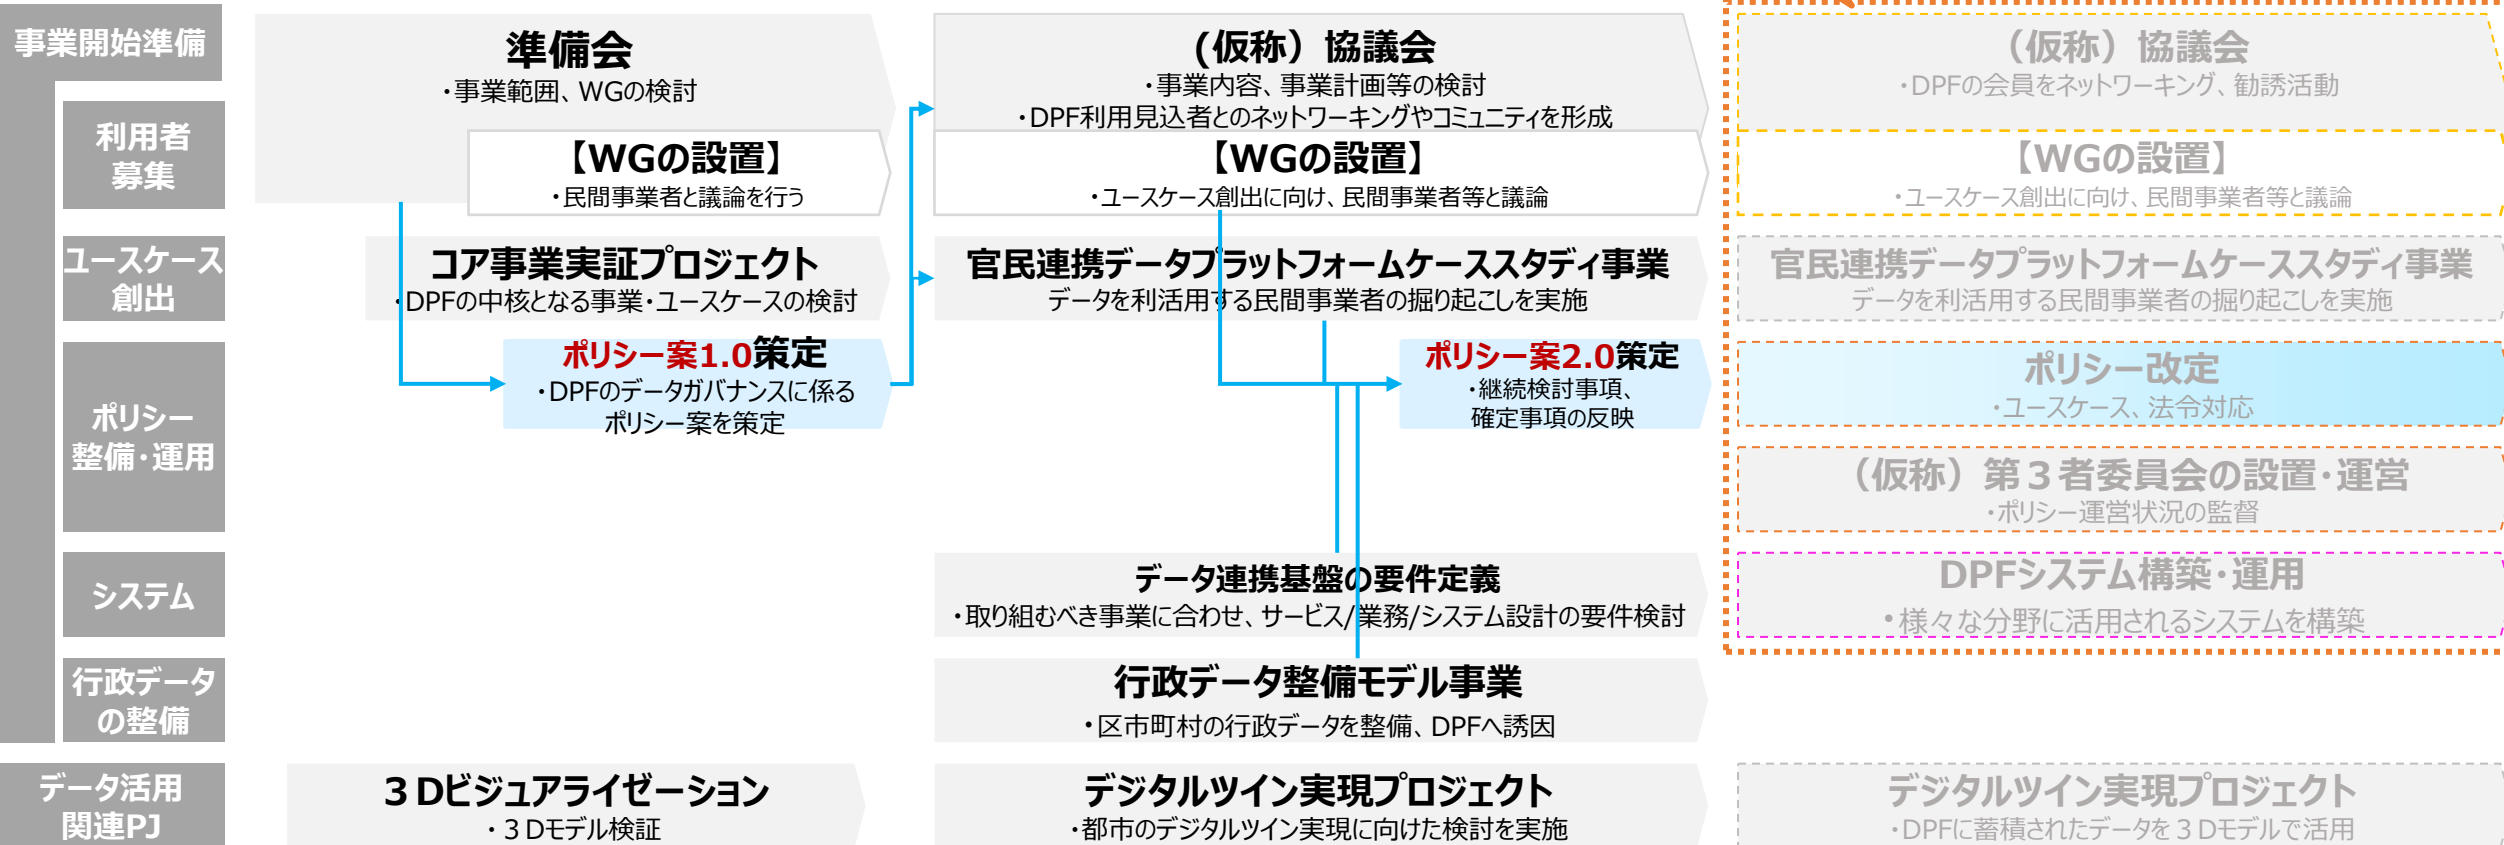 事業開始準備
準備会
・事業範囲、WGの検討
(仮称）協議会
・事業内容、事業計画等の検討
・DPF利用見込者とのネットワーキングやコミュニティを形成
（仮称）協議会
・DPFの会員をネットワーキング、勧誘活動
利用者
募集
【WGの設置】
・民間事業者と議論を行う
【WGの設置】
・ユースケース創出に向け、民間事業者等と議論
【WGの設置】
・ユースケース創出に向け、民間事業者等と議論
ユースケース
創出
コア事業実証プロジェクト
・DPFの中核となる事業・ユースケースの検討
官民連携データプラットフォームケーススタディ事業
データを利活用する民間事業者の掘り起こしを実施
官民連携データプラットフォームケーススタディ事業
データを利活用する民間事業者の掘り起こしを実施
ポリシー
整備・運用
ポリシー案1.0策定
・DPFのデータガバナンスに係る
ポリシー案を策定
ポリシー案2.0策定
・継続検討事項、
確定事項の反映
ポリシー改定
・ユースケース、法令対応
（仮称）第３者委員会の設置・運営
・ポリシー運営状況の監督
システム
データ連携基盤の要件定義
・取り組むべき事業に合わせ、サービス/業務/システム設計の要件検討
DPFシステム構築・運用
・様々な分野に活用されるシステムを構築
行政データ
の整備
行政データ整備モデル事業
・区市町村の行政データを整備、DPFへ誘因
データ活用
関連PJ
３Dビジュアライゼーション
・３Dモデル検証
デジタルツイン実現プロジェクト
・都市のデジタルツイン実現に向けた検討を実施
デジタルツイン実現プロジェクト
・DPFに蓄積されたデータを３Dモデルで活用